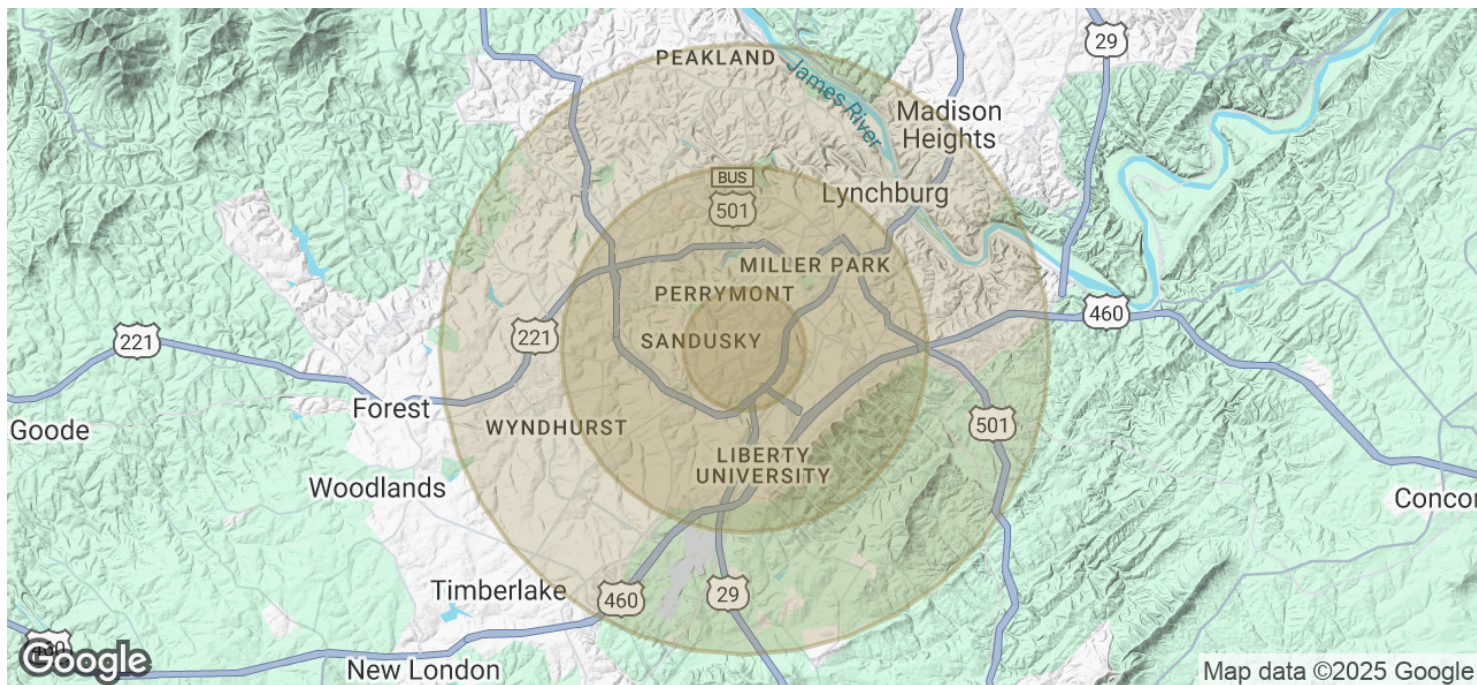 PEAKLAND
29
James River
Madison
Heights
BUS
501
Lynchburg
MILLER PARK
PERRYMONT
460
221
221
SANDUSKY
Forest
Goode
WYNDHURST
501
LIBERTY
UNIVERSITY
Woodlands
Concor
Timberlake
460
29
New London
Google
Map data ©2025 Google